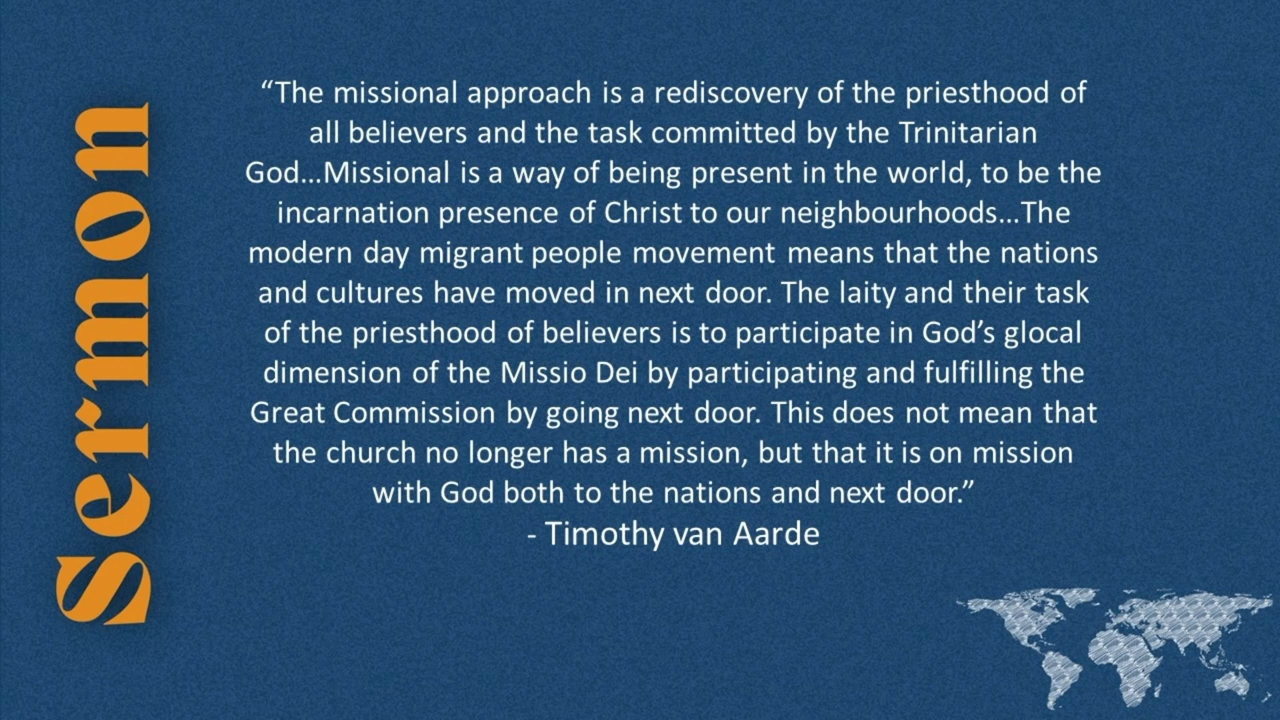 Sermon
“The missional approach is a rediscovery of the priesthood of
all believers and the task committed by the Trinitarian
God...Missional is a way of being present in the world, to be the
incarnation presence of Christ to our neighbourhoods...The
modern day migrant people movement means that the nations
and cultures have moved in next door. The laity and their task
of the priesthood of believers is to participate in God’s glocal
dimension of the Missio Dei by participating and fulfilling the
Great Commission by going next door. This does not mean that
the church no longer has a mission, but that it is on mission
with God both to the nations and next door.”
- Timothy van Aarde